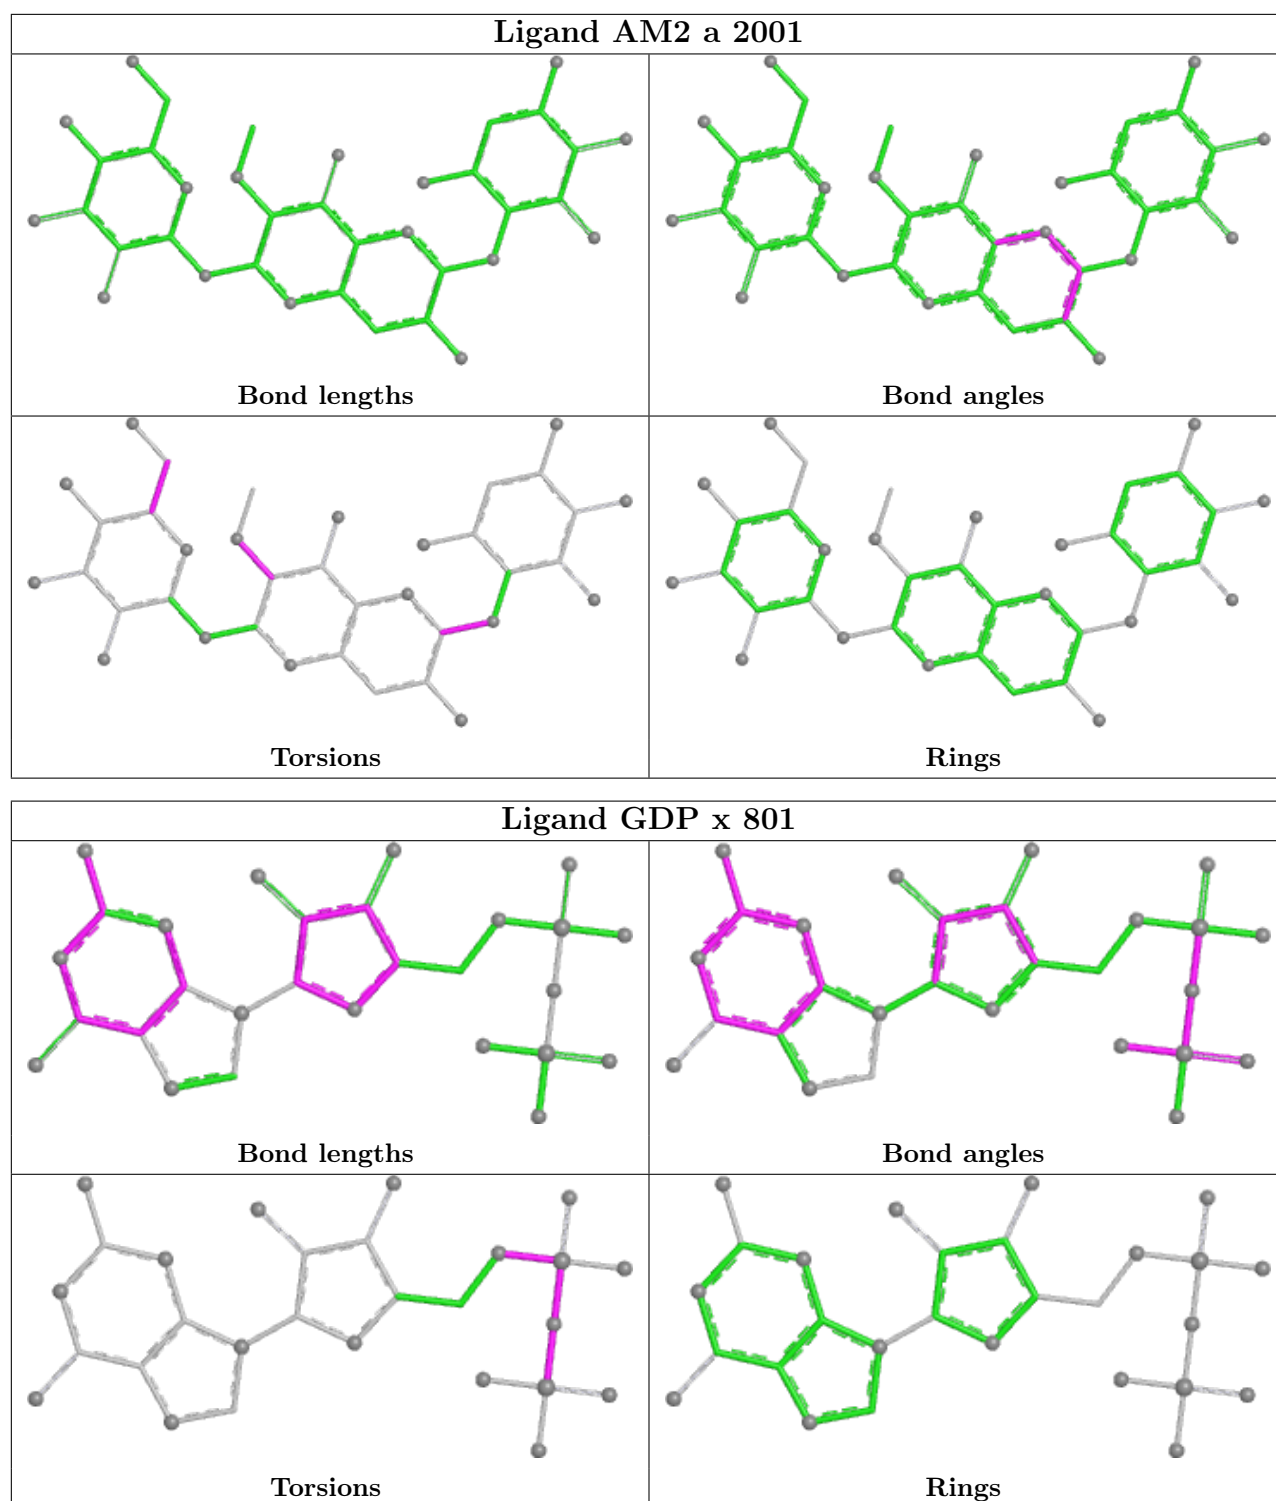 Ligand AM2 a 2001
Bond lengths
Bond angles
Torsions
Rings
Ligand GDP x 801
Bond lengths
Bond angles
Torsions
Rings